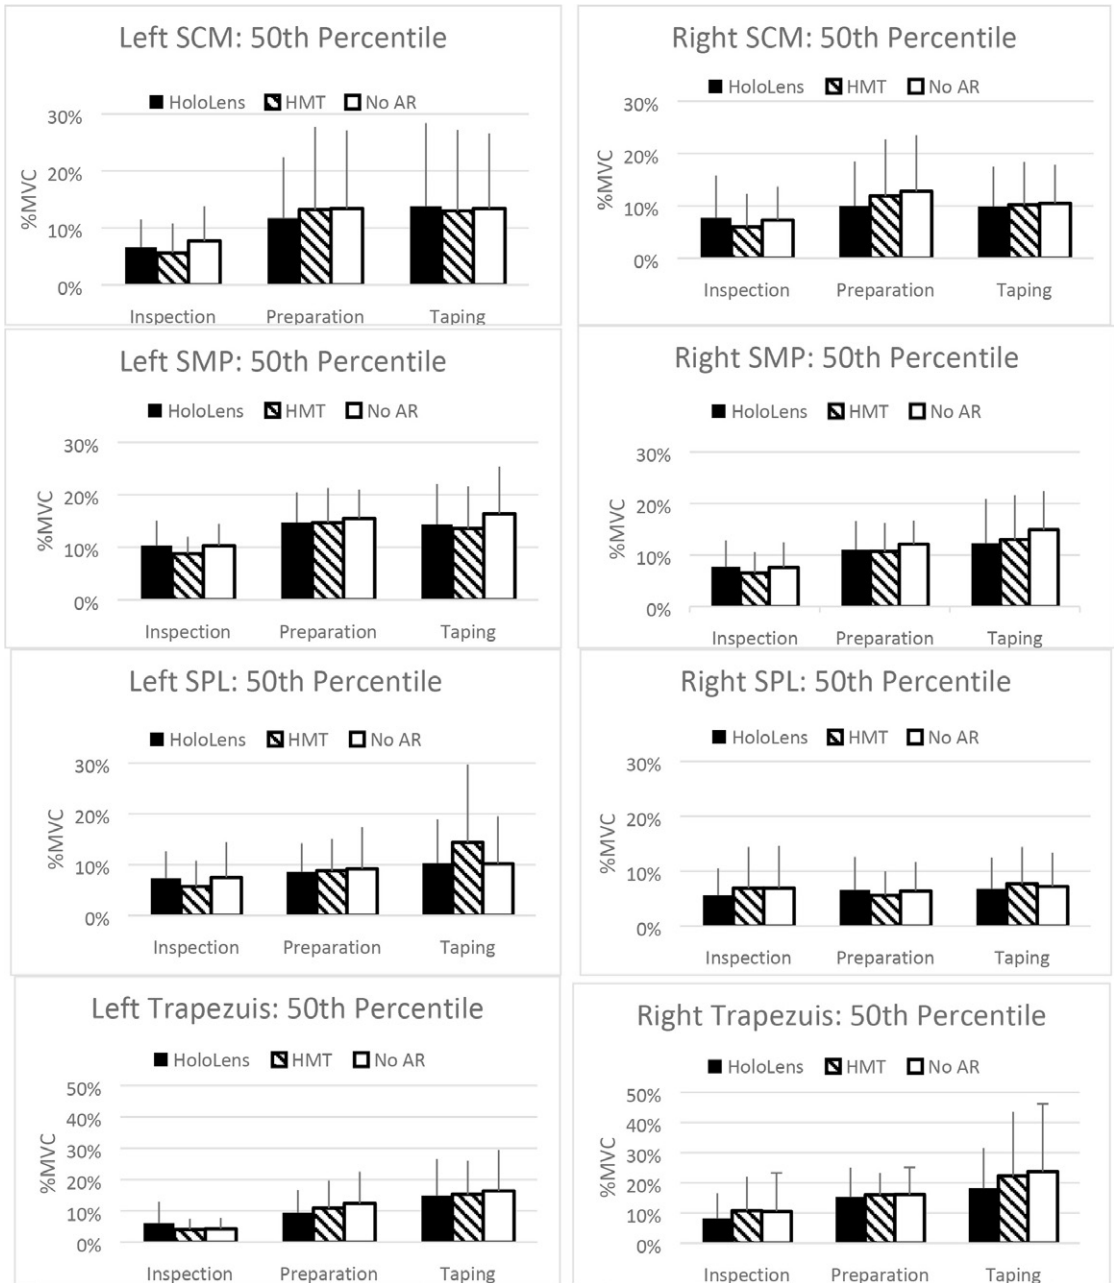 Left SCM: 50th Percentile
HoloLens HMT No AR
30%
20%
10%
0%
%MVC
Inspection Preparation Taping
Right SCM: 50th Percentile
HoloLens HMT No AR
30%
20%
10%
0%
%MVC
Inspection Preparation Taping
Left SMP: 50th Percentile
HoloLens HMT No AR
30%
20%
10%
0%
%MVC
Inspection Preparation Taping
Right SMP: 50th Percentile
HoloLens HMT No AR
30%
20%
10%
0%
%MVC
Inspection Preparation Taping
Left SPL: 50th Percentile
HoloLens HMT No AR
30%
20%
10%
0%
%MVC
Inspection Preparation Taping
Right SPL: 50th Percentile
HoloLens HMT No AR
30%
20%
10%
0%
%MVC
Inspection Preparation Taping
Left Trapezuis: 50th Percentile
HoloLens HMT No AR
50%
40%
30%
20%
10%
0%
%MVC
Inspection Preparation Taping
Right Trapezuis: 50th Percentile
HoloLens HMT No AR
50%
40%
30%
20%
10%
0%
%MVC
Inspection Preparation Taping